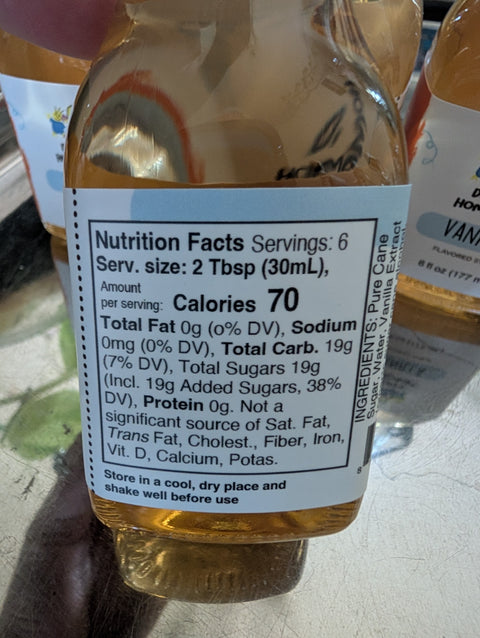 Nutrition Facts Servings: 6
Serv. size: 2 Tbsp (30mL),
Amount
per serving: Calories 70
Total Fat 0g (0% DV), Sodium
0mg (0% DV), Total Carb. 19g
(7% DV), Total Sugars 19g
(Incl. 19g Added Sugars, 38%
DV), Protein 0g. Not a
significant source of Sat. Fat,
Trans Fat, Cholest., Fiber, Iron,
Vit. D, Calcium, Potas.
Store in a cool, dry place and
shake well before use
INGREDIENTS: Pure Cane
Sugar, Water, Vanilla Extract
8
HOM
VAN
FLAVORED
8 fl oz (177 m